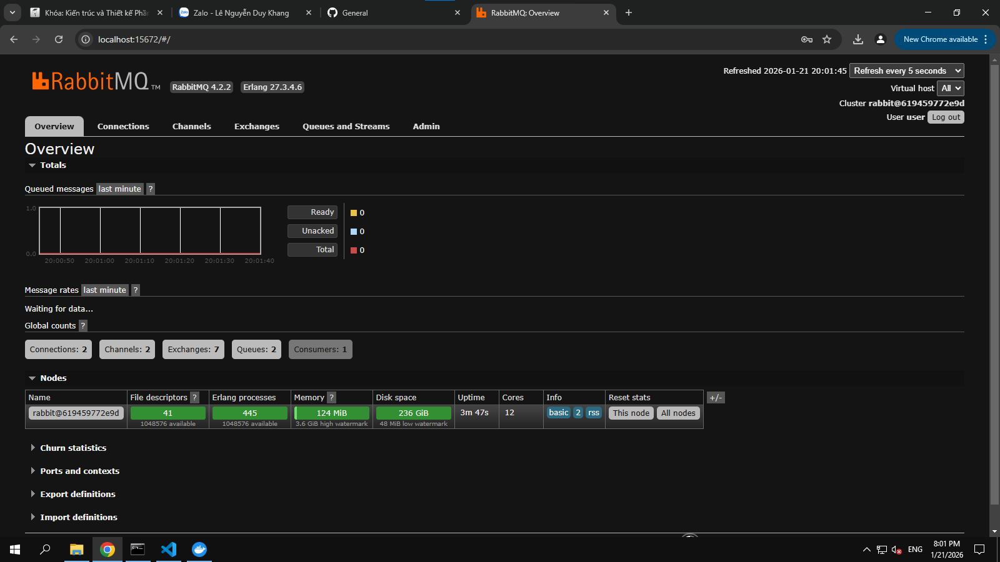 Khóa: Kiến trúc và Thiết kế Phần
Zalo - Lê Nguyễn Duy Khang
General
RabbitMQ: Overview
localhost:15672/#/
New Chrome available
RabbitMQ TM
RabbitMQ 4.2.2
Erlang 27.3.4.6
Refreshed 2026-01-21 20:01:45
Refresh every 5 seconds
Virtual host
All
Cluster rabbit@619459772e9d
User user
Log out
Overview
Connections
Channels
Exchanges
Queues and Streams
Admin
Overview
Totals
Queued messages last minute ?
1.0
0.0
20:00:50 20:01:00 20:01:10 20:01:20 20:01:30 20:01:40
Ready 0
Unacked 0
Total 0
Message rates last minute ?
Waiting for data...
Global counts ?
Connections: 2
Channels: 2
Exchanges: 7
Queues: 2
Consumers: 1
Nodes
Name File descriptors ? Erlang processes Memory ? Disk space Uptime Cores Info Reset stats +/-
rabbit@619459772e9d 41 445 124 MiB 236 GiB 3m 47s 12 basic 2 rss This node All nodes
1048576 available 1048576 available 3.6 GiB high watermark 48 MiB low watermark
Churn statistics
Ports and contexts
Export definitions
Import definitions
Zalo
ENG
8:01 PM
1/21/2026